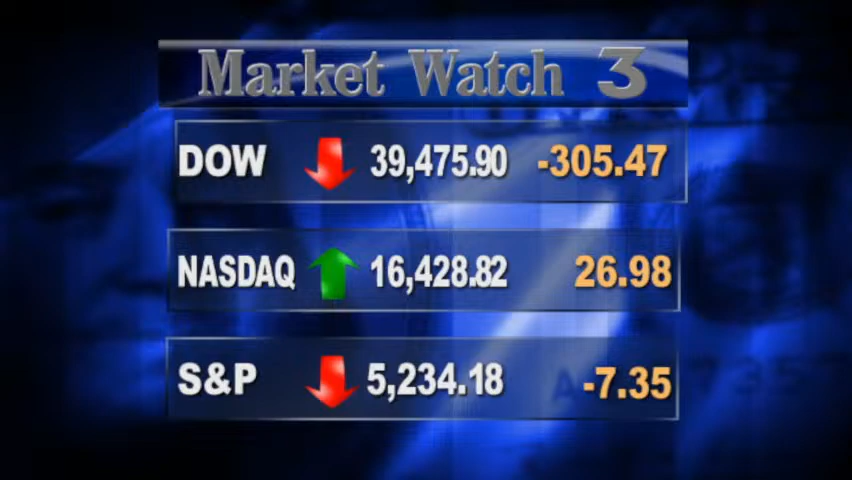 Market Watch 3
DOW 39,475.90 -305.47
NASDAQ 16,428.82 26.98
S&P 5,234.18 -7.35